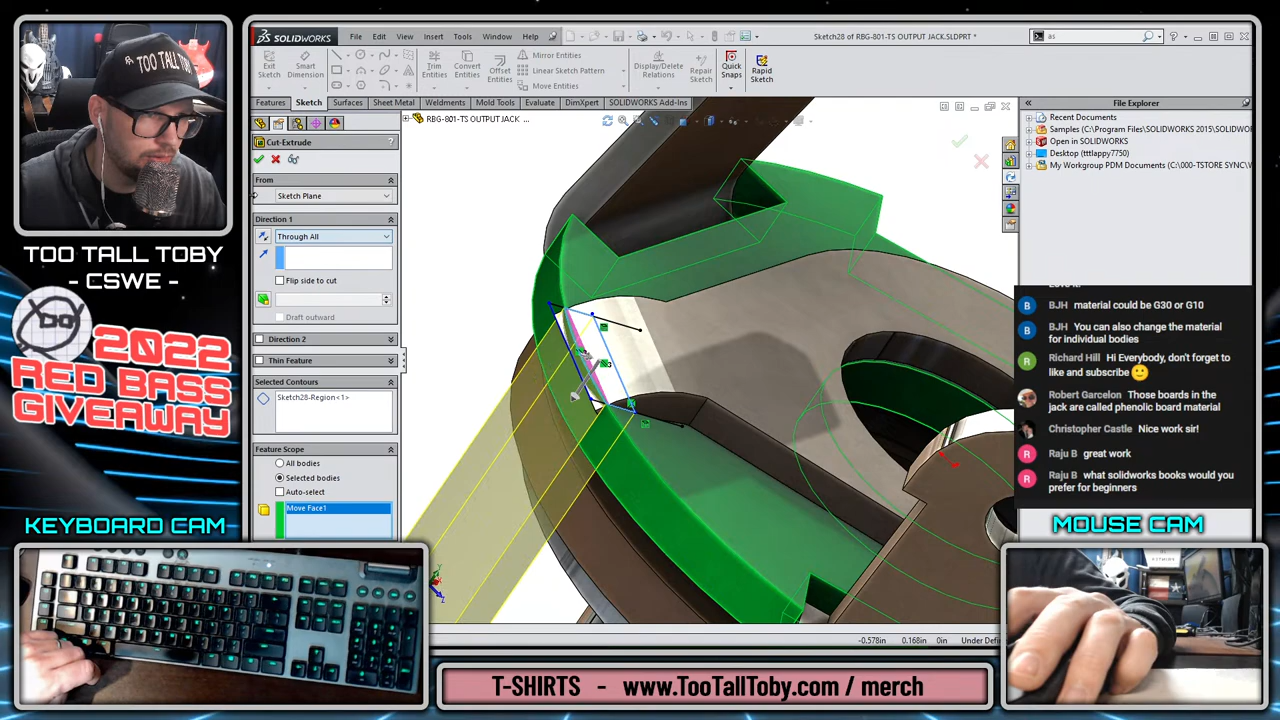 TOO TALL TOBY
TOO TALL TOBY
- CSWE -
2022
RED BASS
GIVEAWAY
KEYBOARD CAM
SOLIDWORKS
File Edit View Insert Tools Window Help
Sketch28 of RBG-801-TS OUTPUT JACK.SLDPRT *
as
Exit Sketch
Smart Dimension
Trim Entities
Convert Entities
Offset Entities
Mirror Entities
Linear Sketch Pattern
Move Entities
Display/Delete Relations
Repair Sketch
Quick Snaps
Rapid Sketch
Features Sketch Surfaces Sheet Metal Weldments Mold Tools Evaluate DimXpert SOLIDWORKS Add-Ins
RBG-801-TS OUTPUT JACK ...
Cut-Extrude
?
From
Sketch Plane
Direction 1
Through All
Flip side to cut
Draft outward
Direction 2
Thin Feature
Selected Contours
Sketch28-Region<1>
Feature Scope
All bodies
Selected bodies
Auto-select
Move Face1
File Explorer
Recent Documents
Samples (C:\Program Files\SOLIDWORKS 2015\SOLIDWO
Open in SOLIDWORKS
Desktop (tttlappy7750)
My Workgroup PDM Documents (C:\000-TSTORE SYNC\W
BJH material could be G30 or G10
BJH You can also change the
material for individual bodies
Richard Hill Hi Everybody, don't forget
to like and subscribe
Robert Garcelon Those boards in
the jack are called phenolic board
material
Christopher Castle Nice work sir!
Raju B great work
Raju B what solidworks books would you
prefer for beginners
MOUSE CAM
-0.578in 0.168in 0in Under Defi
T-SHIRTS - www.TooTallToby.com / merch